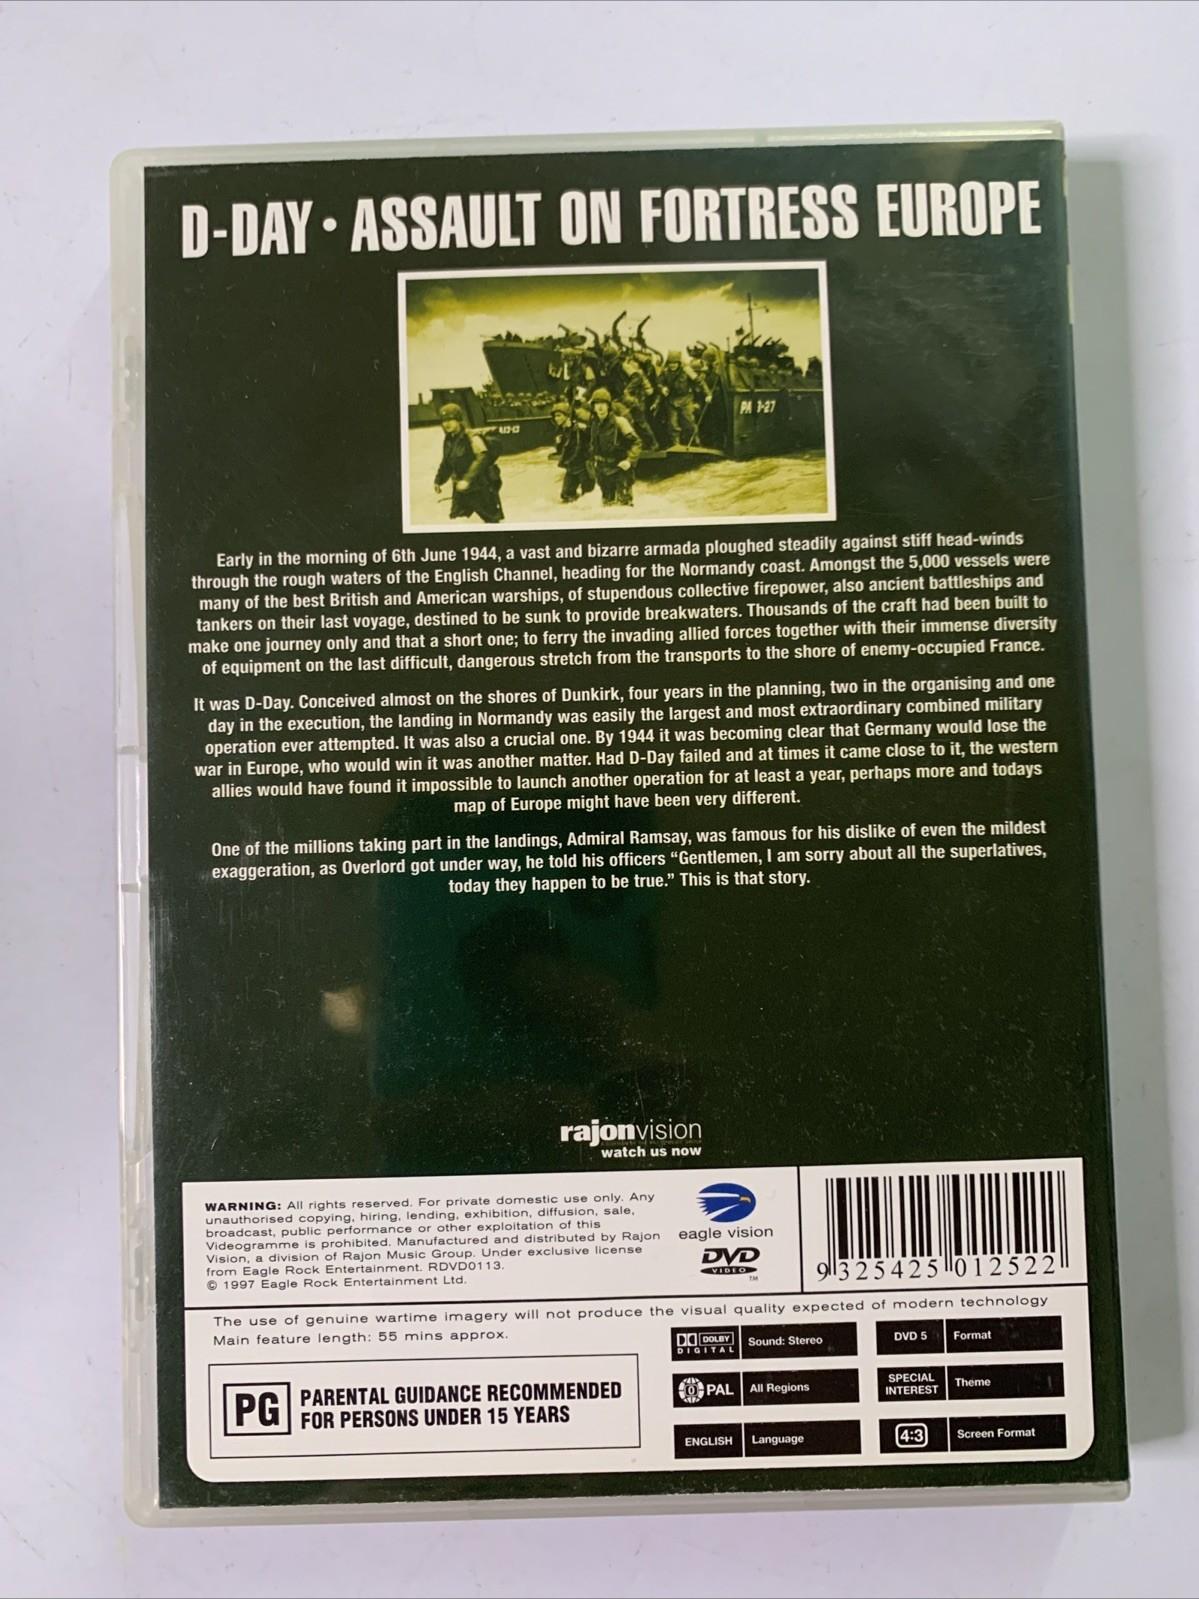 D-DAY • ASSAULT ON FORTRESS EUROPE
PA
Early in the morning of 6th June 1944, a vast and bizarre armada ploughed steadily against stiff head-winds
through the rough waters of the English Channel, heading for the Normandy coast. Amongst the 5,000 vessels were
many of the best British and American warships, of stupendous collective firepower, also ancient battleships and
tankers on their last voyage, destined to be sunk to provide breakwaters. Thousands of the craft had been built to
make one journey only and that a short one; to ferry the invading allied forces together with their immense diversity
of equipment on the last difficult, dangerous stretch from the transports to the shore of enemy-occupied France.
It was D-Day. Conceived almost on the shores of Dunkirk, four years in the planning, two in the organising and one
day in the execution, the landing in Normandy was easily the largest and most extraordinary combined military
operation ever attempted. It was also a crucial one. By 1944 it was becoming clear that Germany would lose the
war in Europe, who would win it was another matter. Had D-Day failed and at times it came close to it, the western
allies would have found it impossible to launch another operation for at least a year, perhaps more and todays
map of Europe might have been very different.
One of the millions taking part in the landings, Admiral Ramsay, was famous for his dislike of even the mildest
exaggeration, as Overlord got under way, he told his officers “Gentlemen, I am sorry about all the superlatives,
today they happen to be true.” This is that story.
rajonvision
watch us now
WARNING: All rights reserved. For private domestic use only. Any
unauthorised copying, hiring, lending, exhibition, diffusion, sale,
broadcast, public performance or other exploitation of this
Videogramme is prohibited. Manufactured and distributed by Rajon
Vision, a division of Rajon Music Group. Under exclusive license
from Eagle Rock Entertainment. RDVD0113.
© 1997 Eagle Rock Entertainment Ltd.
eagle vision
DVD
VIDEO
TM
9 325425 012522
The use of genuine wartime imagery will not produce the visual quality expected of modern technology
Main feature length: 55 mins approx.
PG PARENTAL GUIDANCE RECOMMENDED
FOR PERSONS UNDER 15 YEARS
DOLBY DIGITAL Sound: Stereo
DVD 5 Format
0 PAL All Regions
SPECIAL INTEREST Theme
ENGLISH Language
4:3 Screen Format